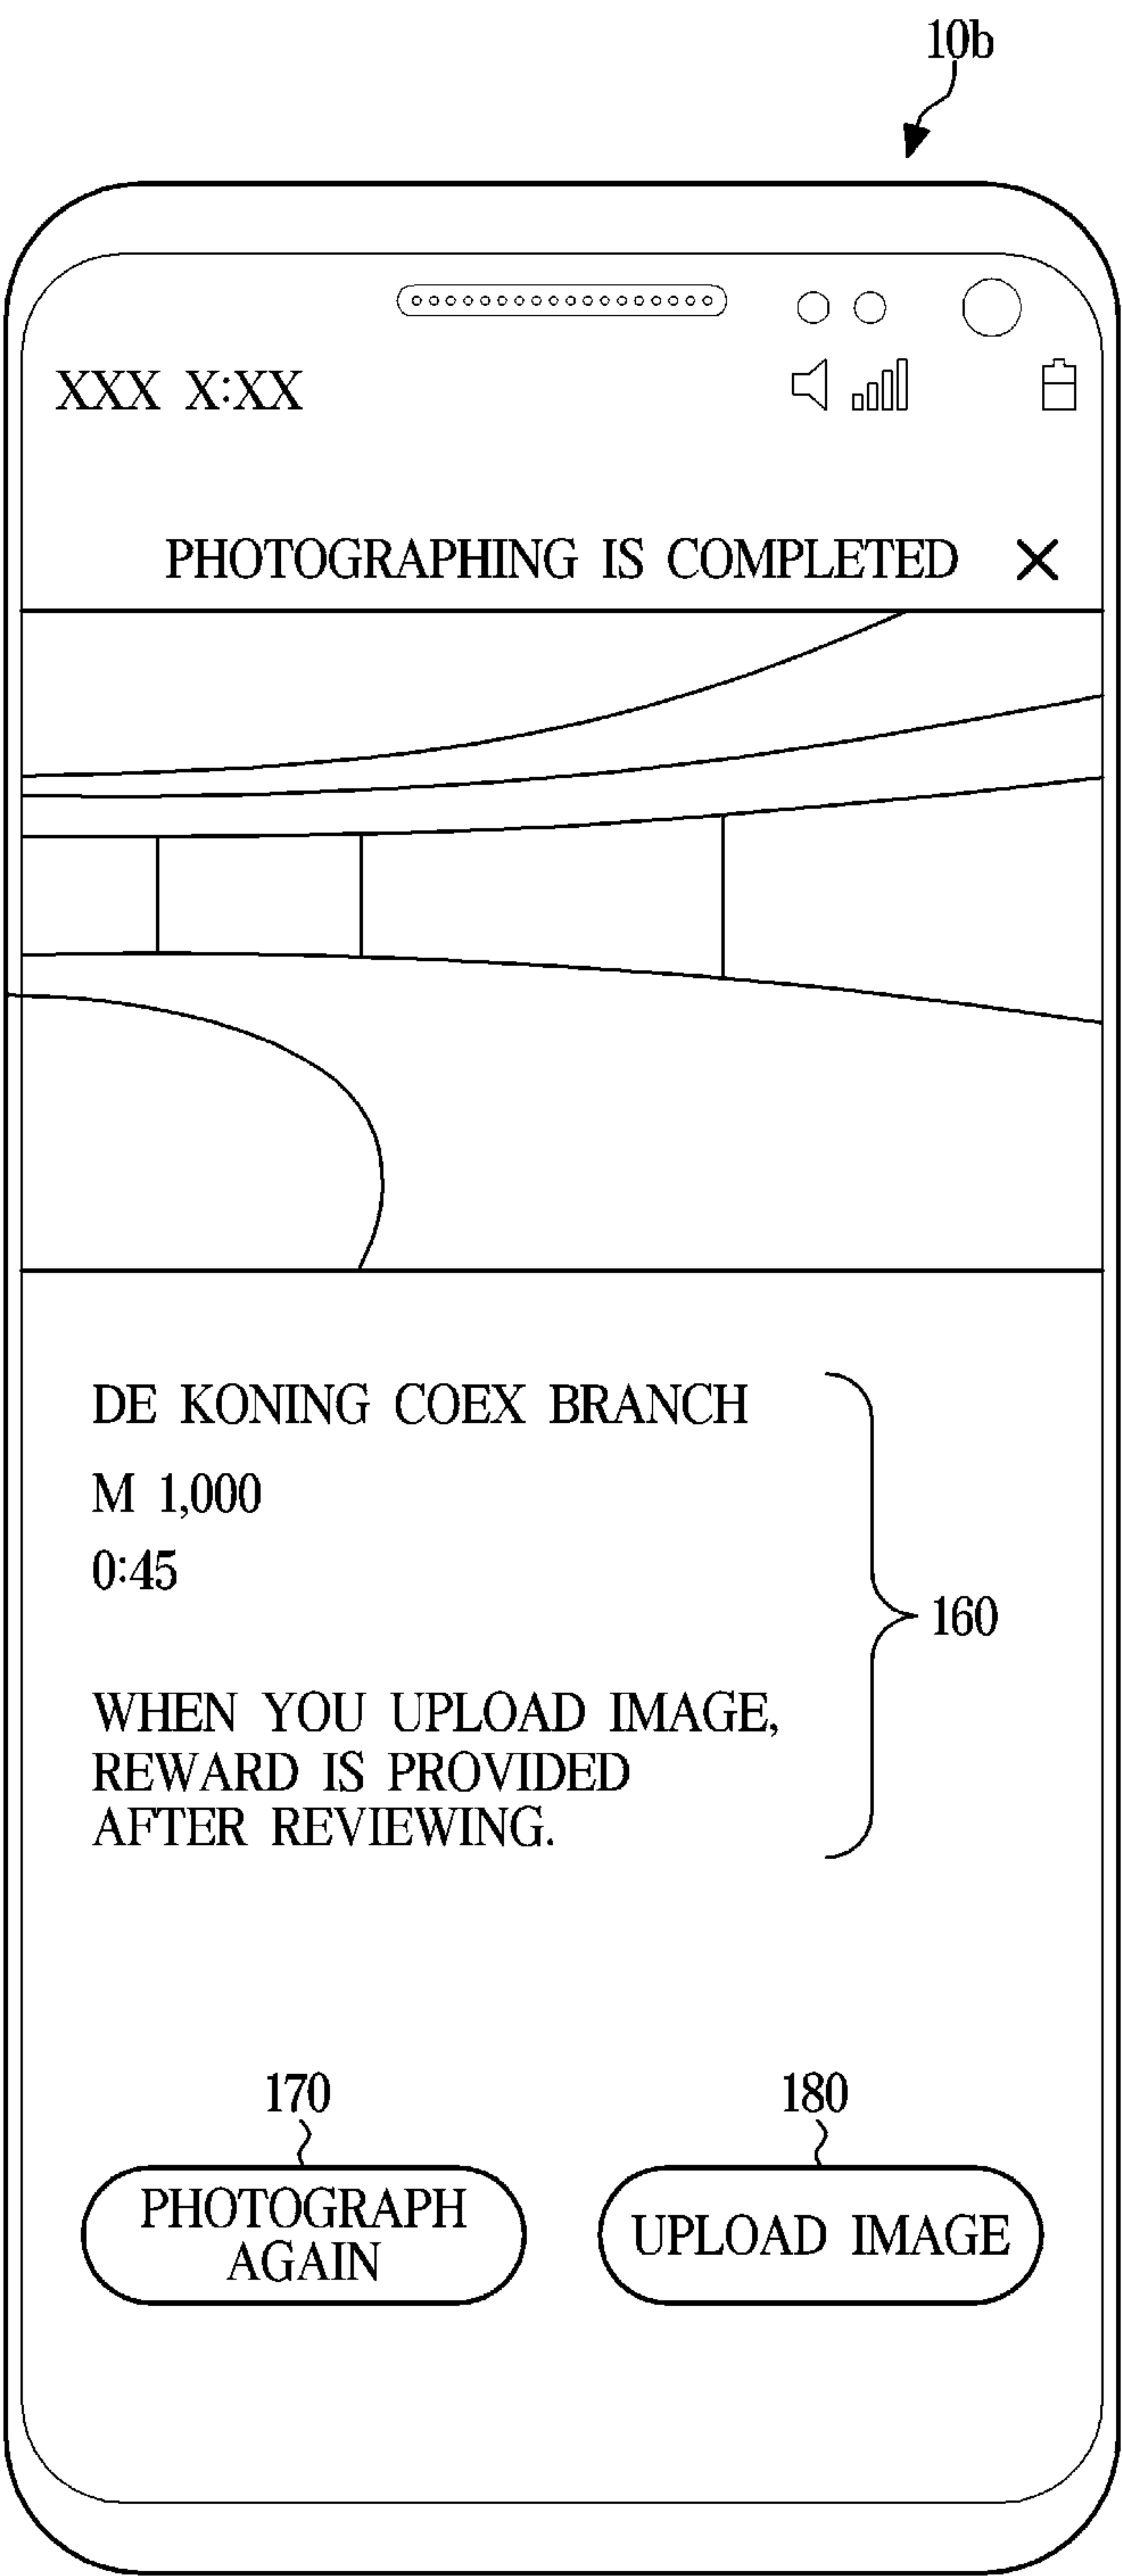 10b
XXX X:XX
PHOTOGRAPHING IS COMPLETED ×
DE KONING COEX BRANCH
M 1,000
0:45
160
WHEN YOU UPLOAD IMAGE,
REWARD IS PROVIDED
AFTER REVIEWING.
170
180
PHOTOGRAPH
AGAIN
UPLOAD IMAGE